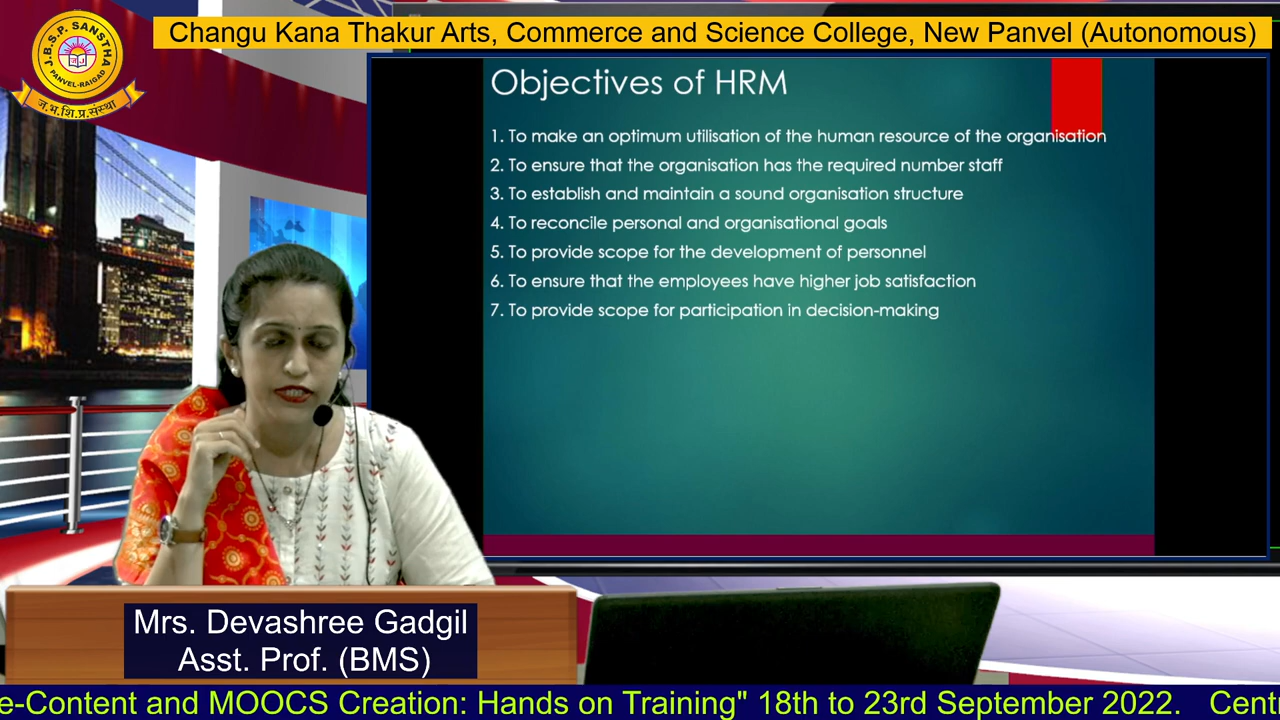 Changu Kana Thakur Arts, Commerce and Science College, New Panvel (Autonomous)
J.B.S.P. SANSTHA
PANVEL-RAIGAD
ज.भ.शि.प्र.संस्था
Objectives of HRM
1. To make an optimum utilisation of the human resource of the organisation
2. To ensure that the organisation has the required number staff
3. To establish and maintain a sound organisation structure
4. To reconcile personal and organisational goals
5. To provide scope for the development of personnel
6. To ensure that the employees have higher job satisfaction
7. To provide scope for participation in decision-making
Mrs. Devashree Gadgil
Asst. Prof. (BMS)
e-Content and MOOCS Creation: Hands on Training" 18th to 23rd September 2022. Cent